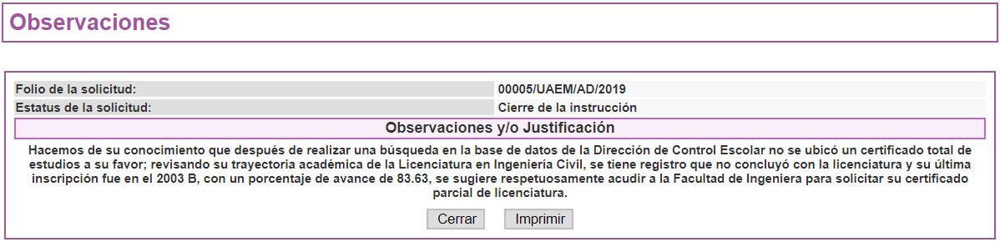 Observaciones
Folio de la solicitud: 00005/UAEM/AD/2019
Estatus de la solicitud: Cierre de la instrucción
Observaciones y/o Justificación
Hacemos de su conocimiento que después de realizar una búsqueda en la base de datos de la Dirección de Control Escolar no se ubicó un certificado total de
estudios a su favor; revisando su trayectoria académica de la Licenciatura en Ingeniería Civil, se tiene registro que no concluyó con la licenciatura y su última
inscripción fue en el 2003 B, con un porcentaje de avance de 83.63, se sugiere respetuosamente acudir a la Facultad de Ingeniera para solicitar su certificado
parcial de licenciatura.
Cerrar Imprimir